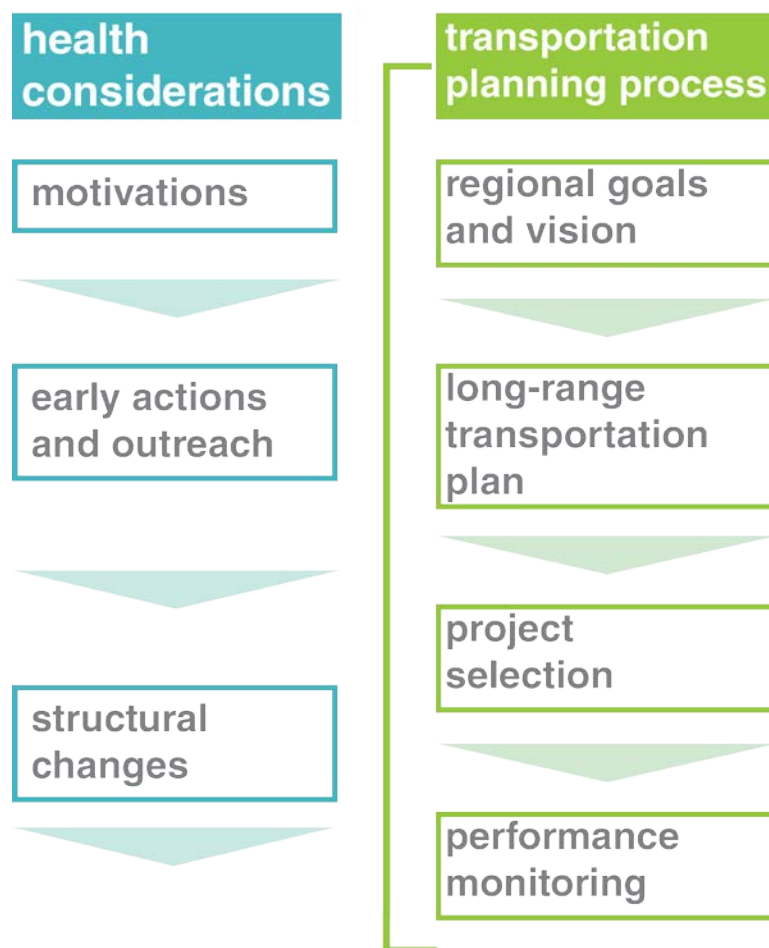 health
considerations
motivations
early actions
and outreach
structural
changes
transportation
planning process
regional goals
and vision
long-range
transportation
plan
project
selection
performance
monitoring